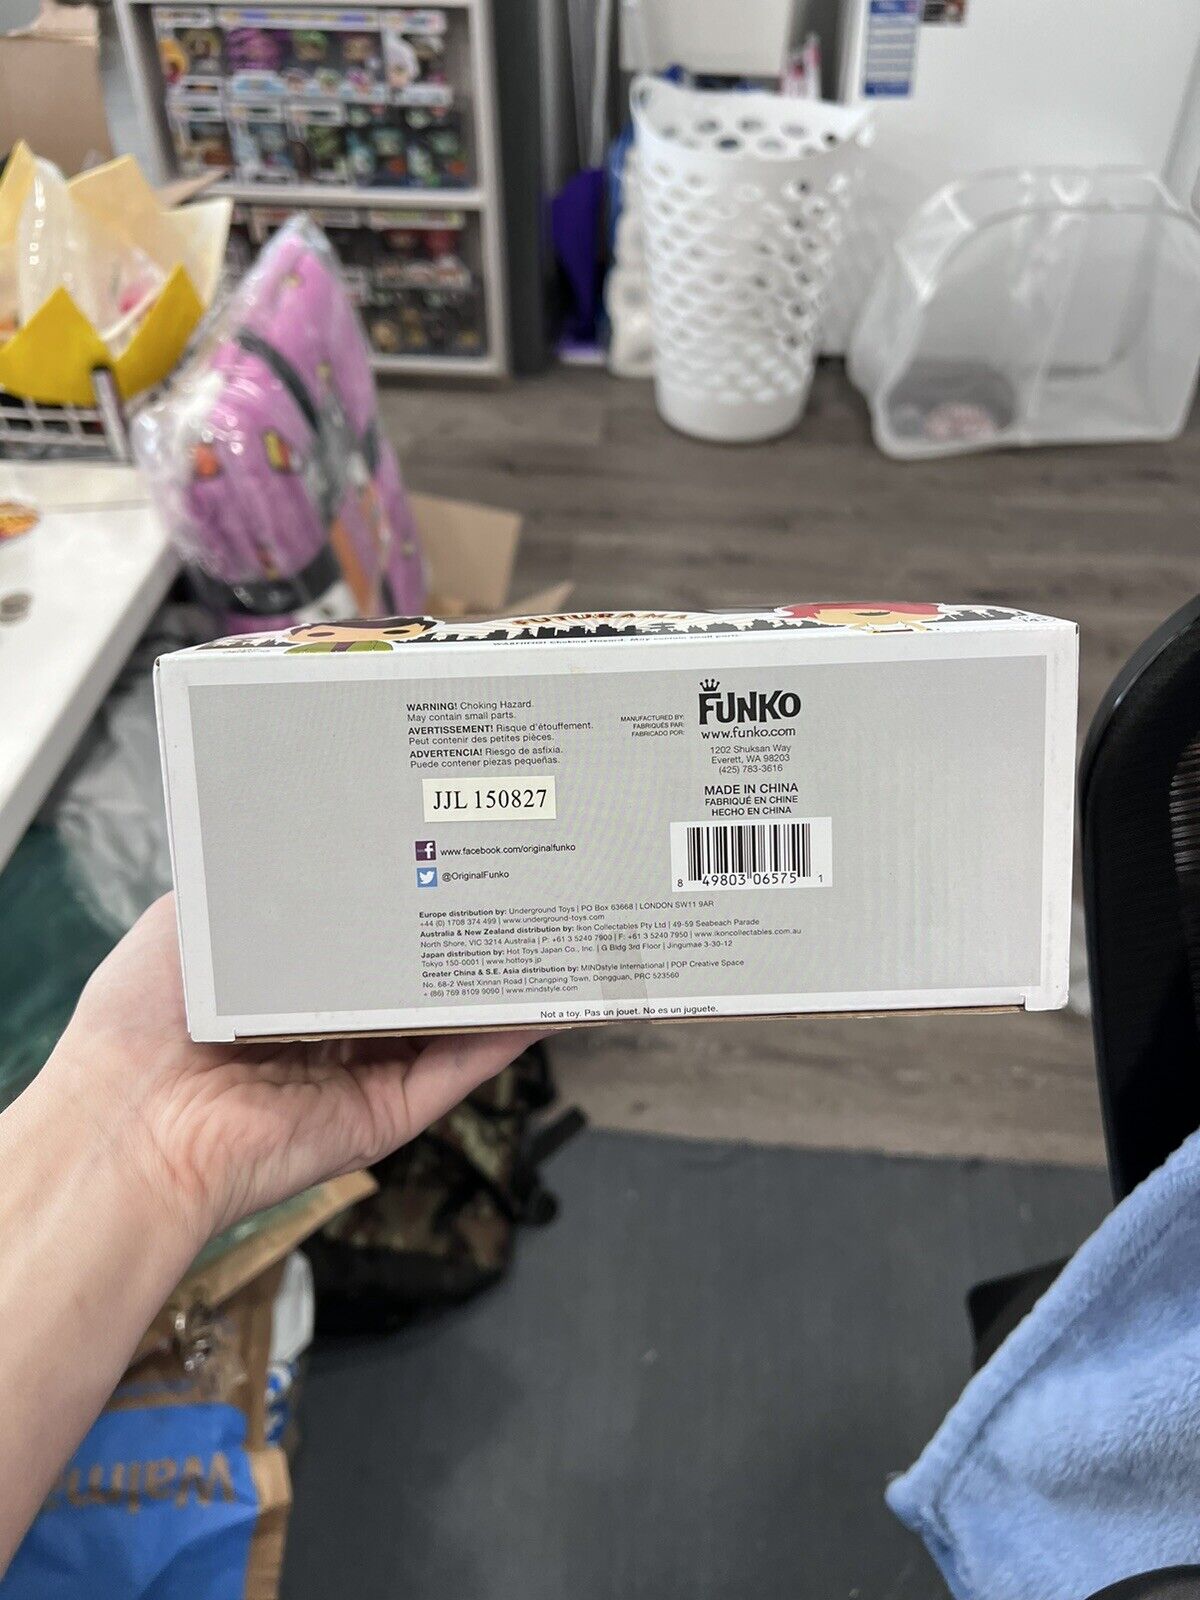 FUTURAMA
WARNING! Choking Hazard. May contain small parts.
WARNING! Choking Hazard.
May contain small parts.
AVERTISSEMENT! Risque d'étouffement.
Peut contenir des petites pièces.
ADVERTENCIA! Riesgo de asfixia.
Puede contener piezas pequeñas.
JJL 150827
www.facebook.com/originalfunko
@OriginalFunko
MANUFACTURED BY:
FABRIQUÉS PAR:
FABRICADO POR:
FUNKO
www.funko.com
1202 Shuksan Way
Everett, WA 98203
(425) 783-3616
MADE IN CHINA
FABRIQUÉ EN CHINE
HECHO EN CHINA
8 49803 06575 1
Europe distribution by: Underground Toys | PO Box 63668 | LONDON SW11 9AR
+44 (0) 1708 374 499 | www.underground-toys.com
Australia & New Zealand distribution by: Ikon Collectables Pty Ltd | 49-59 Seabeach Parade
North Shore, VIC 3214 Australia | P: +61 3 5240 7900 | F: +61 3 5240 7950 | www.ikoncollectables.com.au
Japan distribution by: Hot Toys Japan Co., Inc. | G Bldg 3rd Floor | Jingumae 3-30-12
Tokyo 150-0001 | www.hottoys.jp
Greater China & S.E. Asia distribution by: MINDstyle International | POP Creative Space
No. 68-2 West Xinnan Road | Changping Town, Dongguan, PRC 523560
+ (86) 769 8109 9090 | www.mindstyle.com
Not a toy. Pas un jouet. No es un juguete.